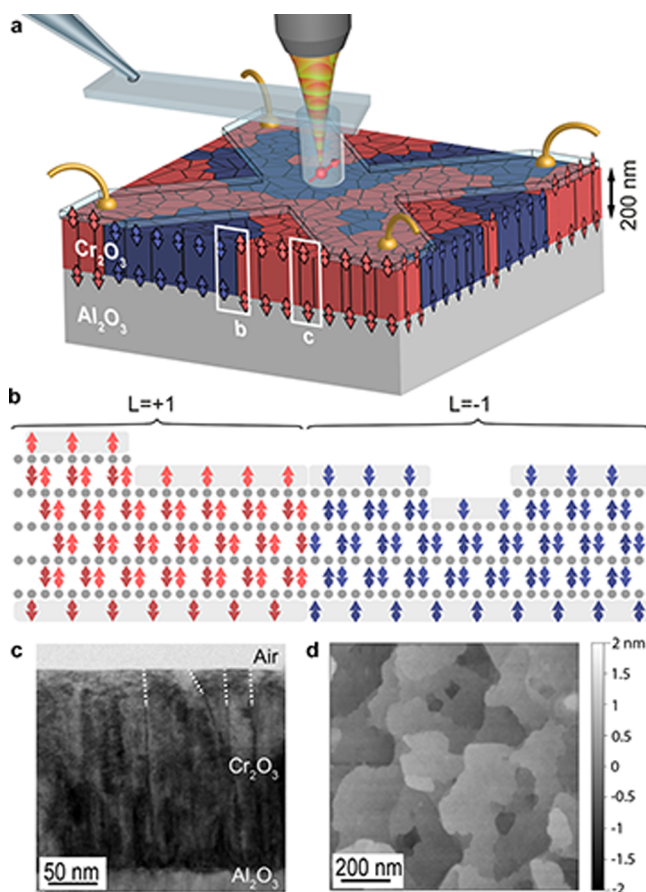 a
200 nm
Cr₂O₃
Al₂O₃
b
c
b
L=+1
L=-1
c
Air
Cr₂O₃
Al₂O₃
50 nm
d
200 nm
2 nm
1.5
1
0.5
0
-0.5
-1
-1.5
-2